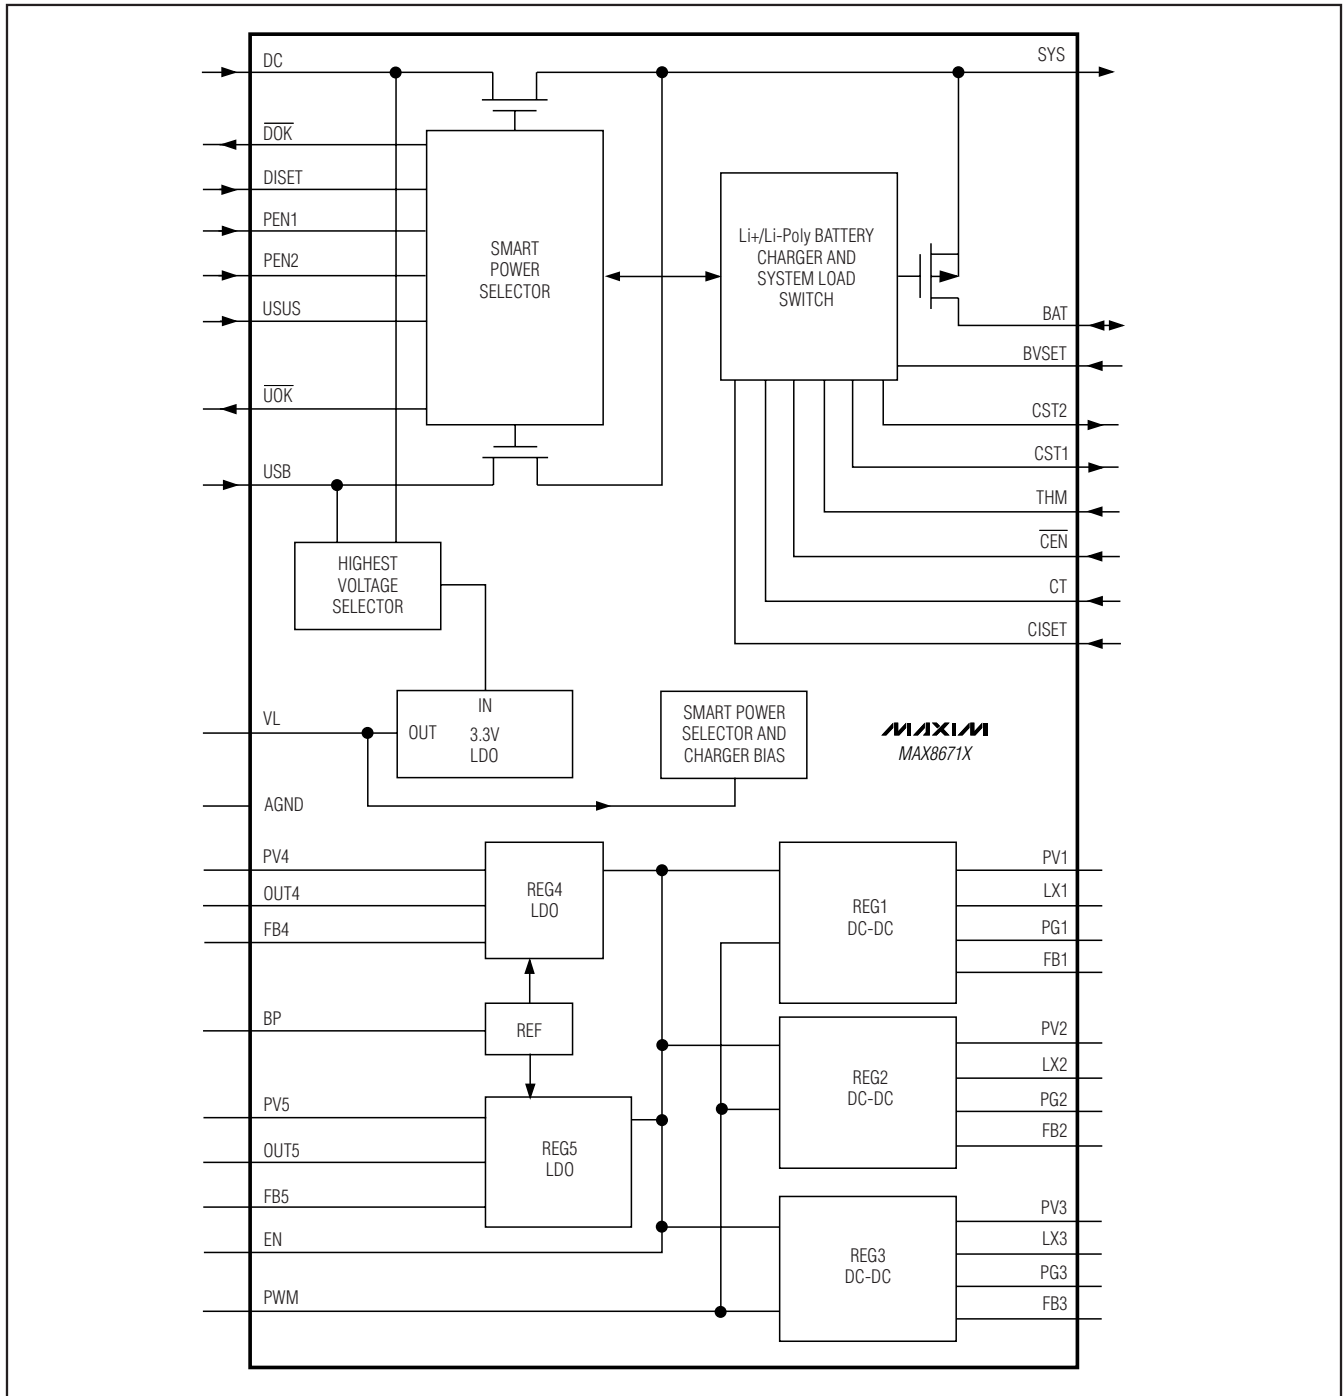 DC
SYS
DOK
DISET
PEN1
PEN2
USUS
UOK
USB
SMART
POWER
SELECTOR
Li+/Li-Poly BATTERY
CHARGER AND
SYSTEM LOAD
SWITCH
BAT
BVSET
CST2
CST1
THM
CEN
CT
CISET
HIGHEST
VOLTAGE
SELECTOR
VL
IN
OUT
3.3V
LDO
SMART POWER
SELECTOR AND
CHARGER BIAS
MAXIM
MAX8671X
AGND
PV4
OUT4
FB4
REG4
LDO
BP
REF
PV5
OUT5
FB5
REG5
LDO
EN
PWM
REG1
DC-DC
PV1
LX1
PG1
FB1
REG2
DC-DC
PV2
LX2
PG2
FB2
REG3
DC-DC
PV3
LX3
PG3
FB3